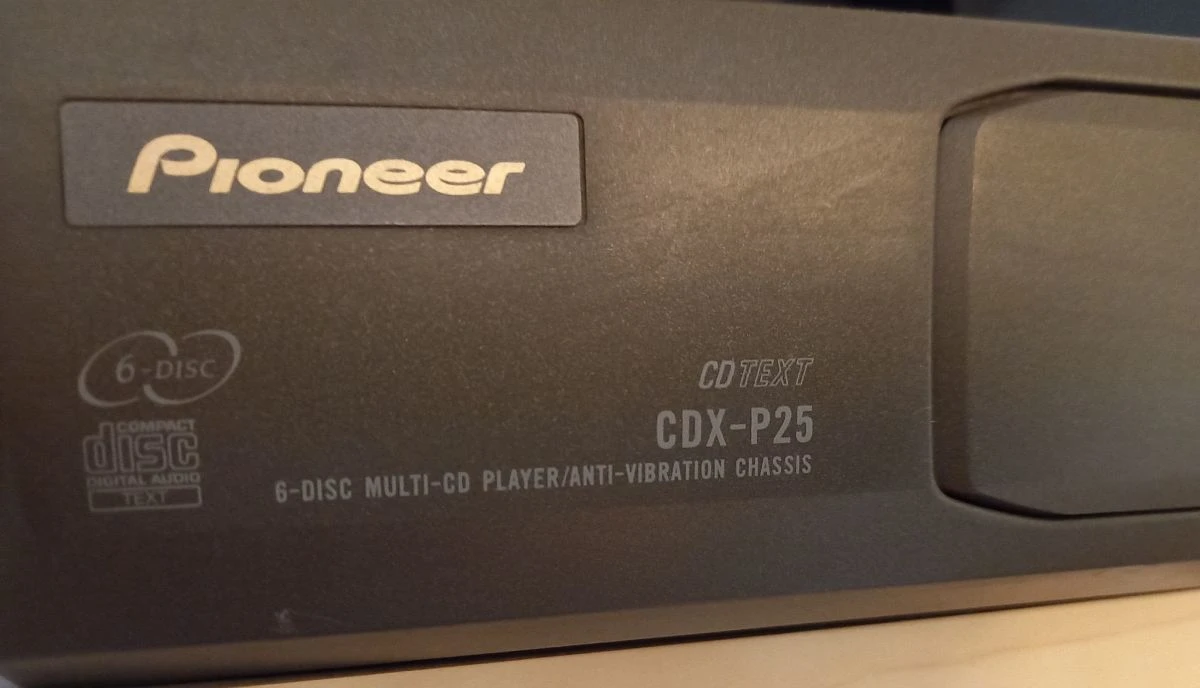 Pioneer
6-DISC
COMPACT
disc
DIGITAL AUDIO
TEXT
CD TEXT
CDX-P25
6-DISC MULTI-CD PLAYER/ANTI-VIBRATION CHASSIS